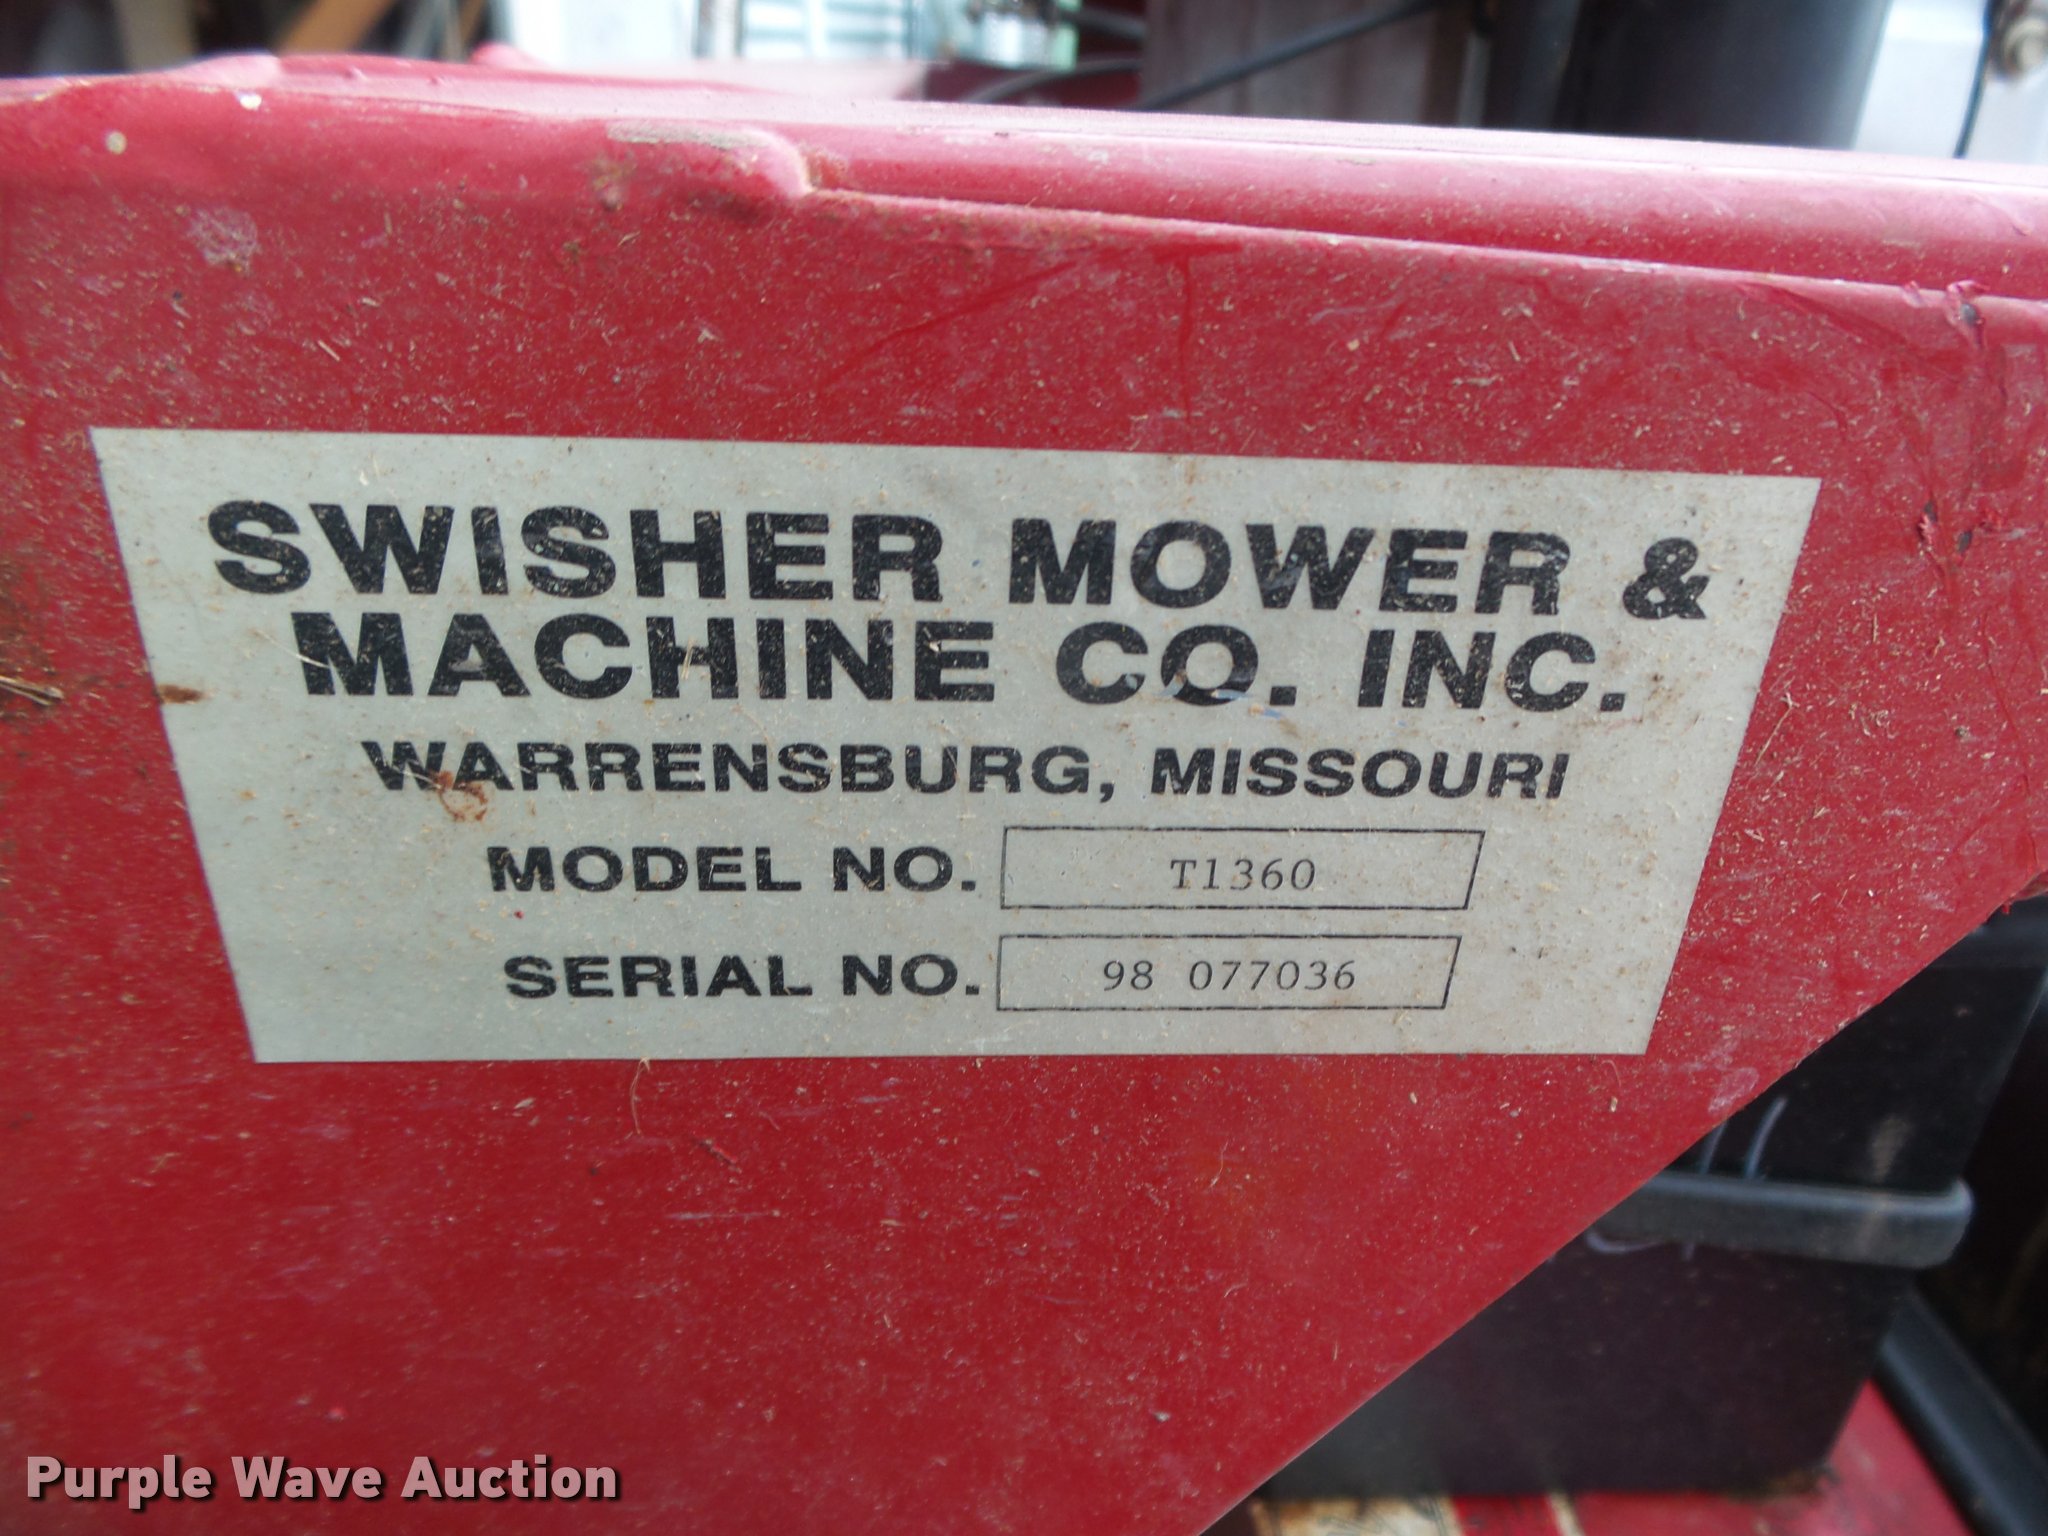 SWISHER MOWER &
MACHINE CO. INC.
WARRENSBURG, MISSOURI
MODEL NO. T1360
SERIAL NO. 98 077036
Purple Wave Auction